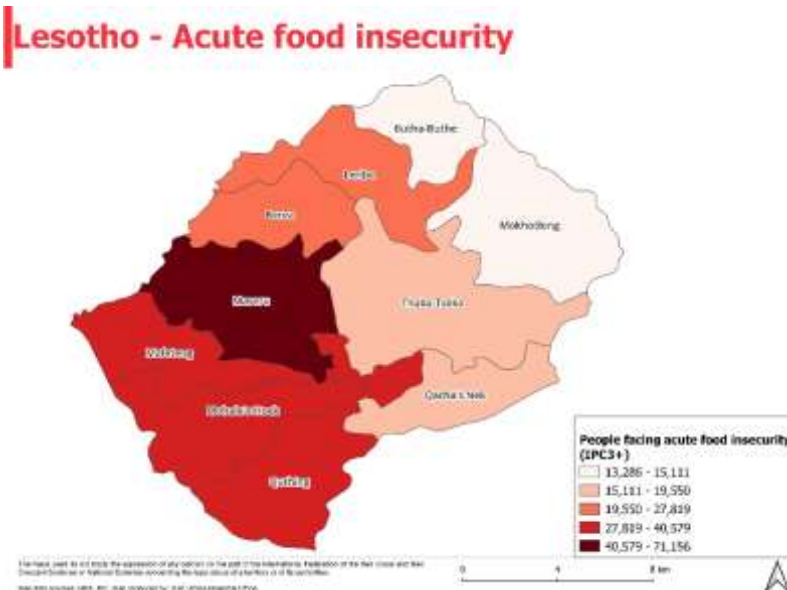 Lesotho - Acute food insecurity
Butha-Buthe
Leribe
Berea
Mokhotlong
Maseru
Thaba-Tseka
Mafeteng
Qacha's Nek
Mohale's Hoek
Quthing
People facing acute food insecurity
(IPC3+)
13,286 - 15,111
15,111 - 19,550
19,550 - 27,819
27,819 - 40,579
40,579 - 71,156
0 4 8 km